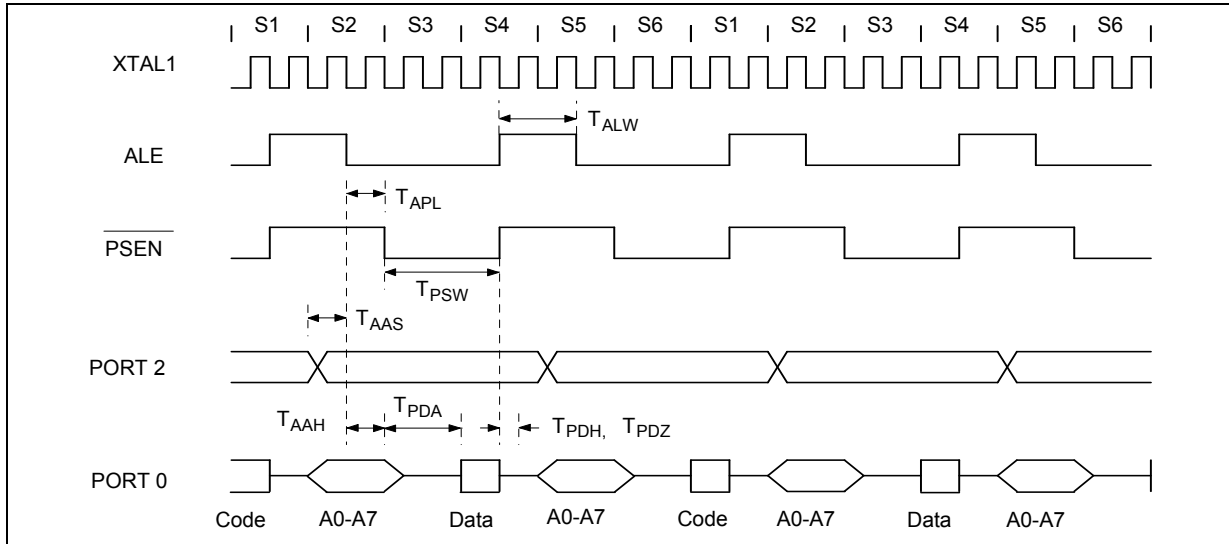 S1 S2 S3 S4 S5 S6 S1 S2 S3 S4 S5 S6
XTAL1
TALW
ALE
TAPL
PSEN
TPSW
TAAS
PORT 2
TAAH TPDA TPDH, TPDZ
PORT 0
Code A0-A7 Data A0-A7 Code A0-A7 Data A0-A7